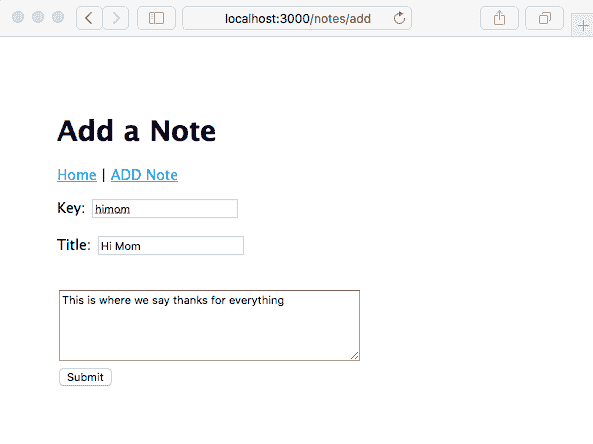 localhost:3000/notes/add
Add a Note
Home | ADD Note
Key: himom
Title: Hi Mom
This is where we say thanks for everything
Submit